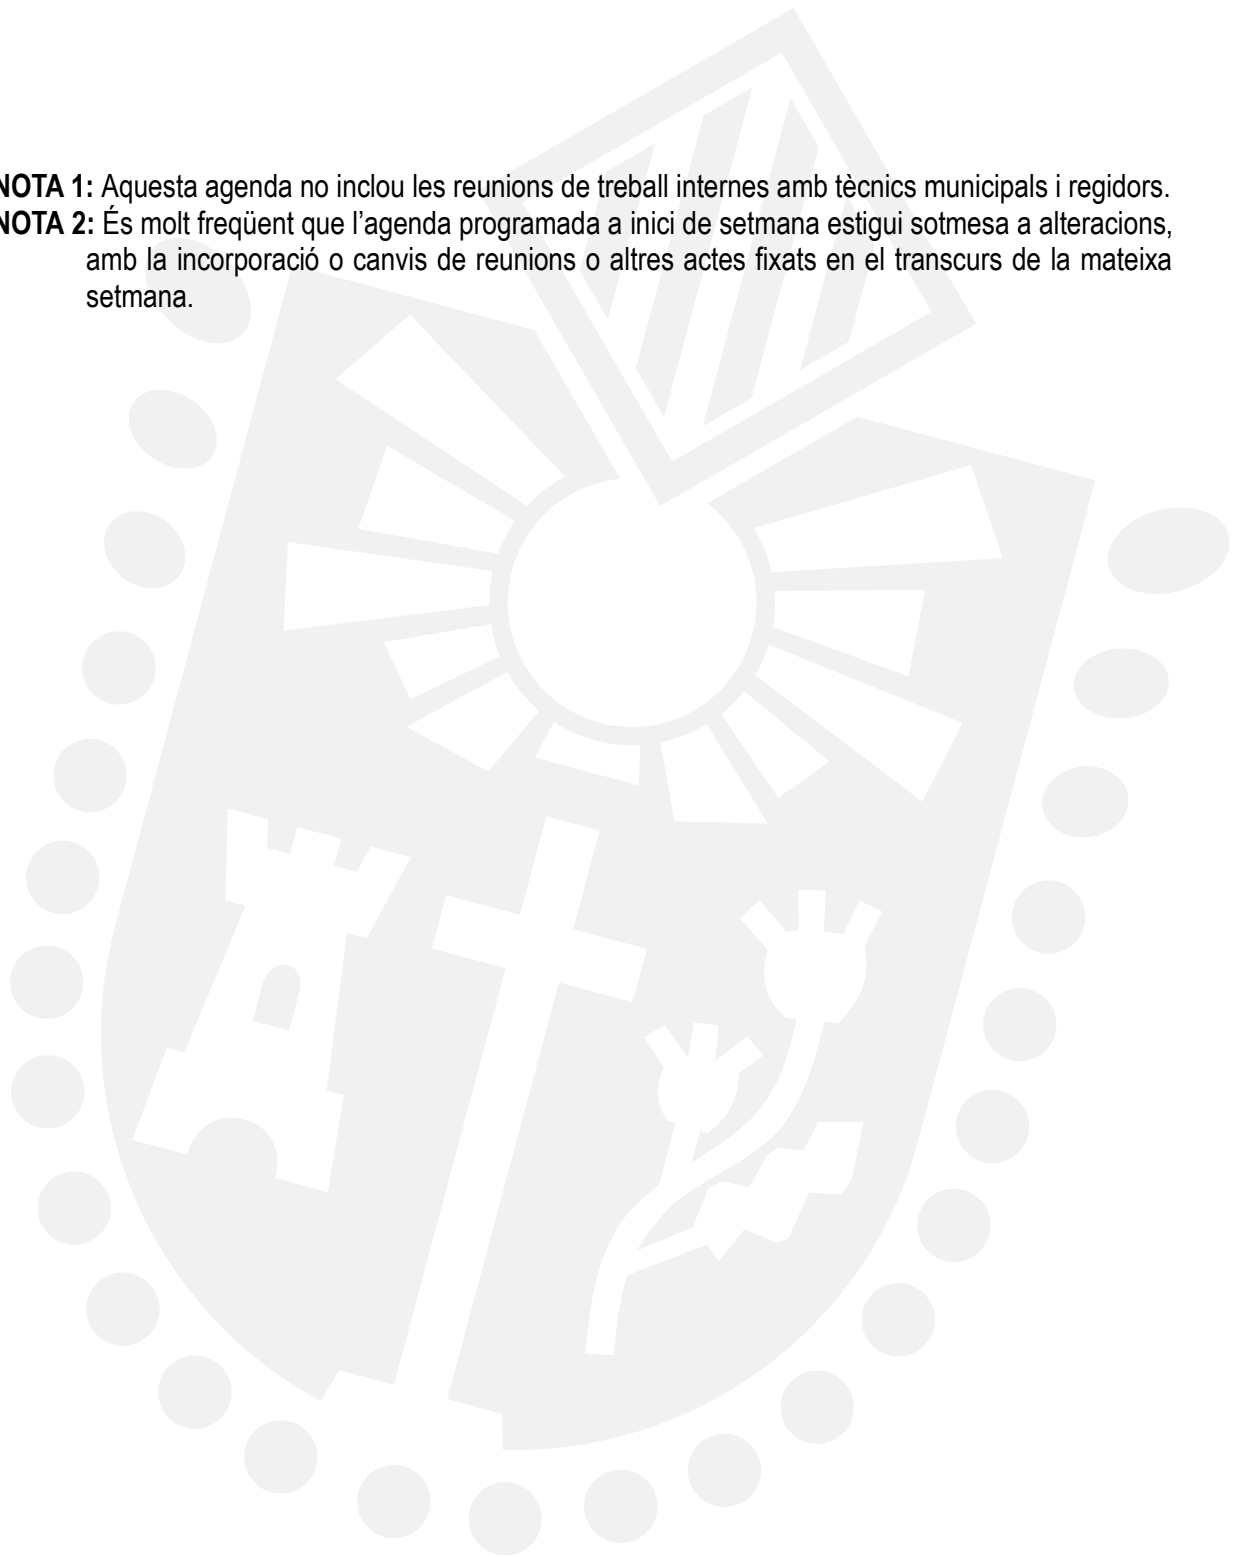 NOTA 1: Aquesta agenda no inclou les reunions de treball internes amb tècnics municipals i regidors.
NOTA 2: És molt freqüent que l’agenda programada a inici de setmana estigui sotmesa a alteracions,
amb la incorporació o canvis de reunions o altres actes fixats en el transcurs de la mateixa
setmana.